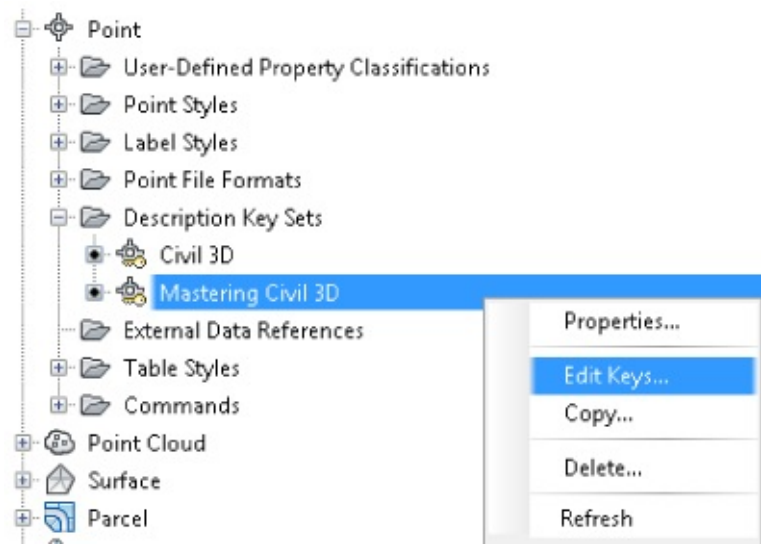 Point
User-Defined Property Classifications
Point Styles
Label Styles
Point File Formats
Description Key Sets
Civil 3D
Mastering Civil 3D
External Data References
Table Styles
Commands
Point Cloud
Surface
Parcel
Properties...
Edit Keys...
Copy...
Delete...
Refresh